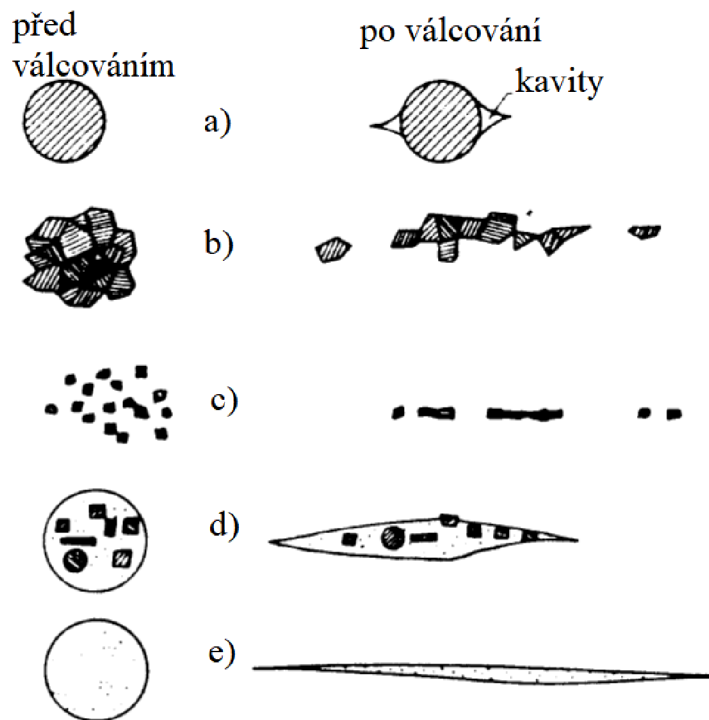 před
válcováním
po válcování
kavity
a)
b)
c)
d)
e)